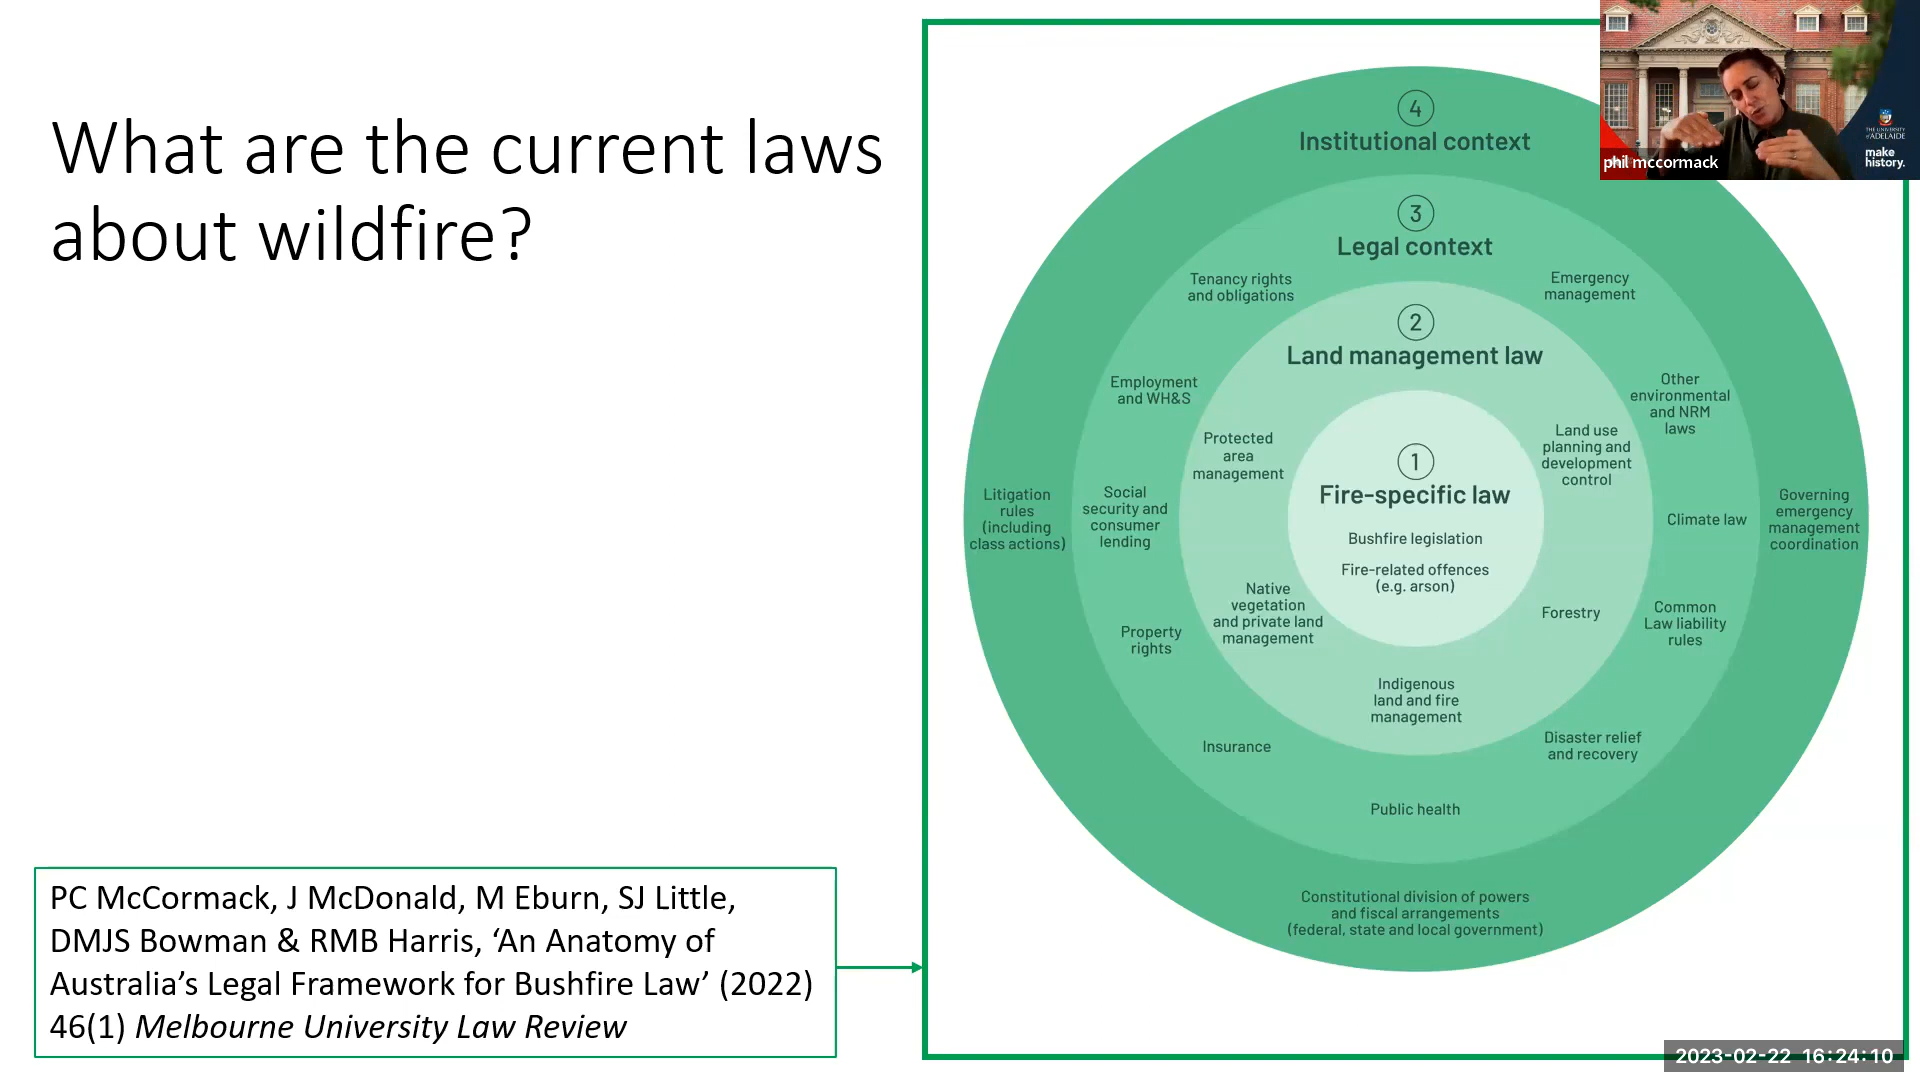 What are the current laws
about wildfire?
PC McCormack, J McDonald, M Eburn, SJ Little,
DMJS Bowman & RMB Harris, ‘An Anatomy of
Australia’s Legal Framework for Bushfire Law’ (2022)
46(1) Melbourne University Law Review
4
Institutional context
3
Legal context
Tenancy rights
and obligations
Emergency
management
2
Land management law
Employment
and WH&S
Other
environmental
and NRM
laws
Protected
area
management
Land use
planning and
development
control
1
Fire-specific law
Bushfire legislation
Fire-related offences
(e.g. arson)
Litigation
rules
(including
class actions)
Social
security and
consumer
lending
Climate law
Governing
emergency
management
coordination
Native
vegetation
and private land
management
Forestry
Common
Law liability
rules
Property
rights
Indigenous
land and fire
management
Insurance
Disaster relief
and recovery
Public health
Constitutional division of powers
and fiscal arrangements
(federal, state and local government)
phil mccormack
THE UNIVERSITY
of ADELAIDE
make
history.
2023-02-22 16:24:10